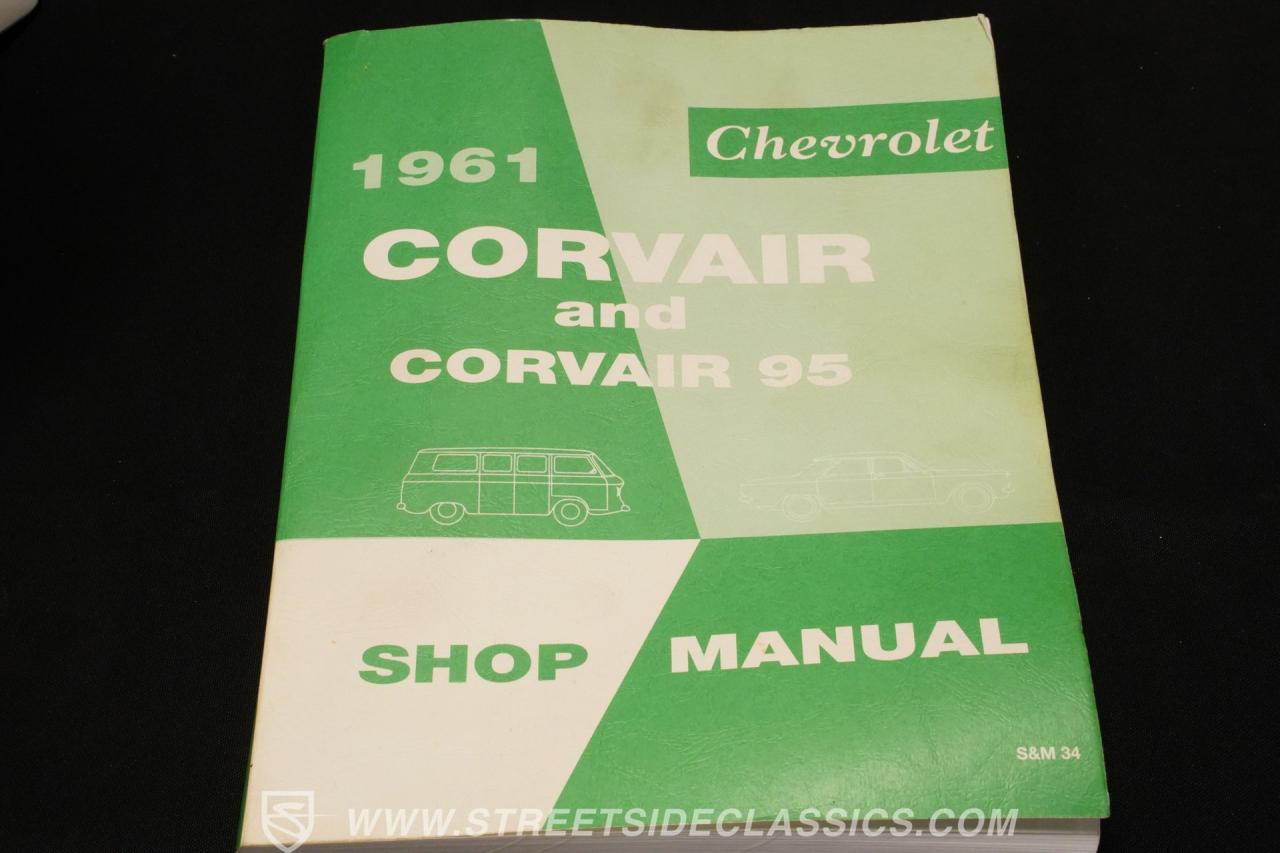 Chevrolet
1961
CORVAIR
and
CORVAIR 95
SHOP MANUAL
S&M 34
WWW.STREETSIDECLASSICS.COM